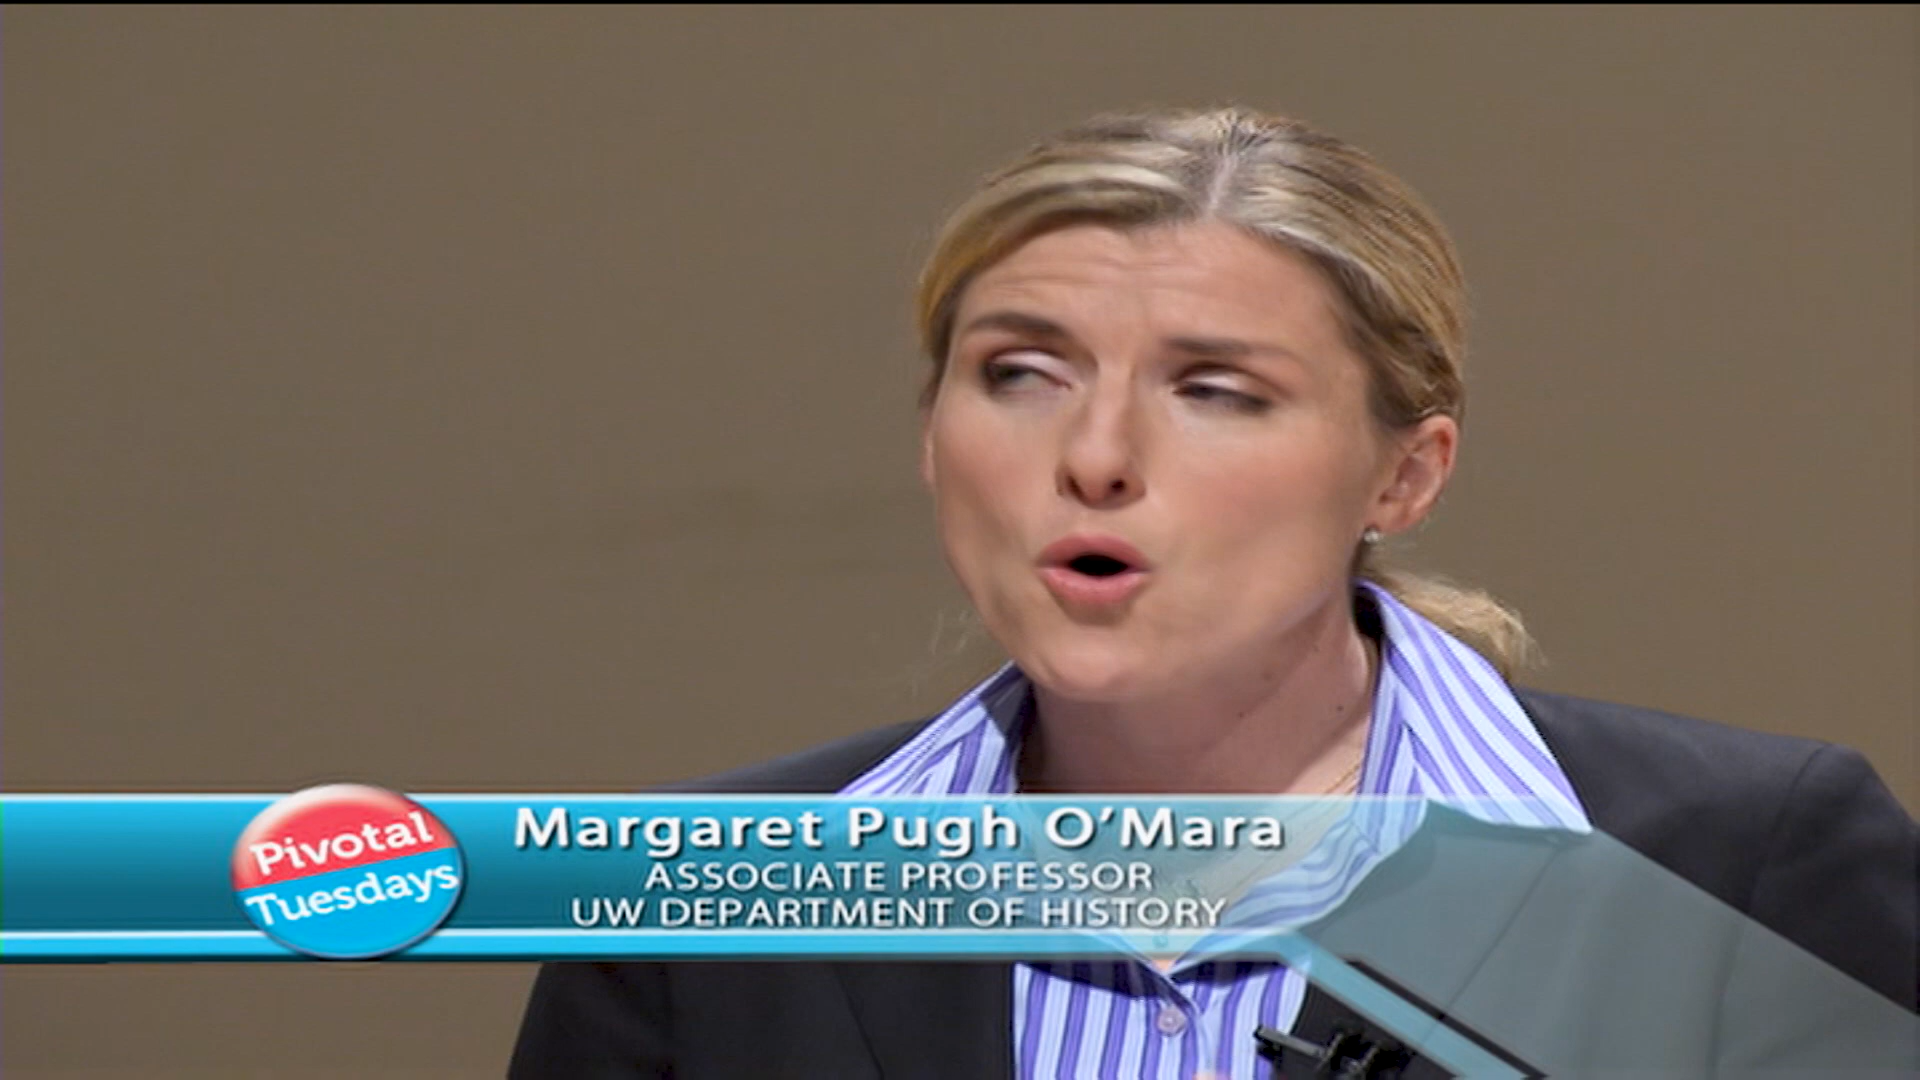 Pivotal
Tuesdays
Margaret Pugh O'Mara
ASSOCIATE PROFESSOR
UW DEPARTMENT OF HISTORY